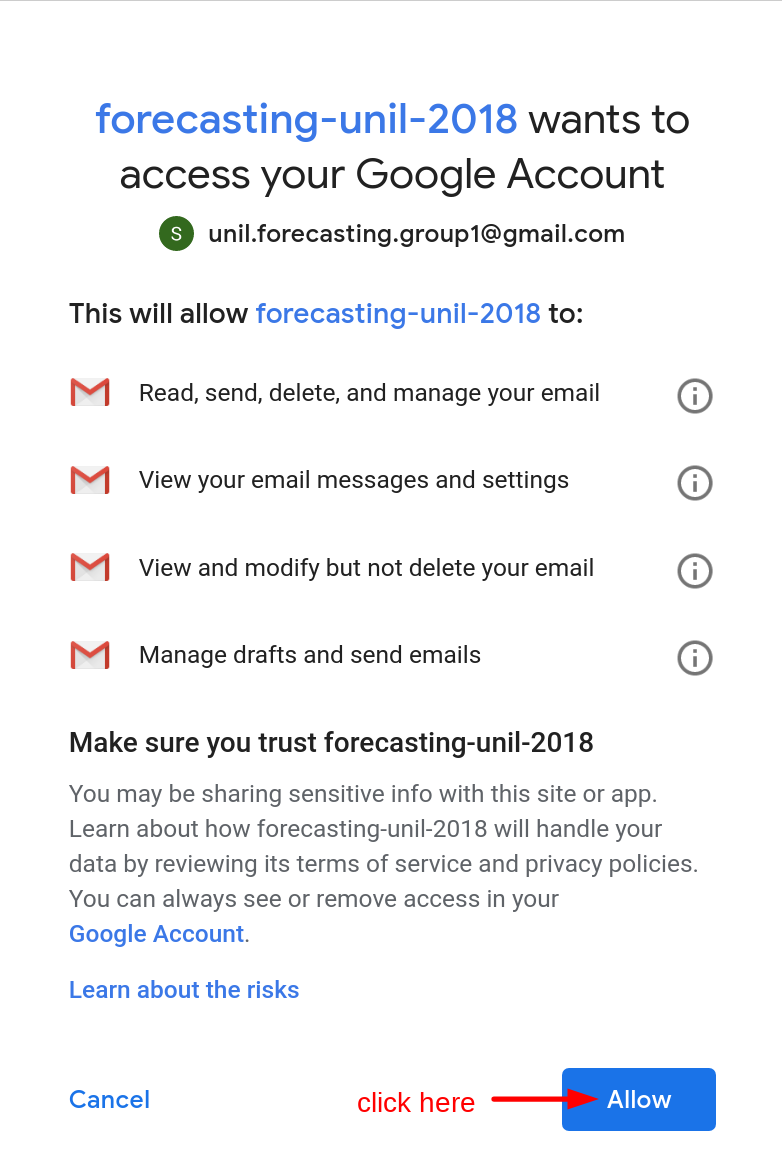 forecasting-unil-2018 wants to
access your Google Account
S unil.forecasting.group1@gmail.com
This will allow forecasting-unil-2018 to:
Read, send, delete, and manage your email
View your email messages and settings
View and modify but not delete your email
Manage drafts and send emails
Make sure you trust forecasting-unil-2018
You may be sharing sensitive info with this site or app.
Learn about how forecasting-unil-2018 will handle your
data by reviewing its terms of service and privacy policies.
You can always see or remove access in your
Google Account.
Learn about the risks
Cancel click here Allow